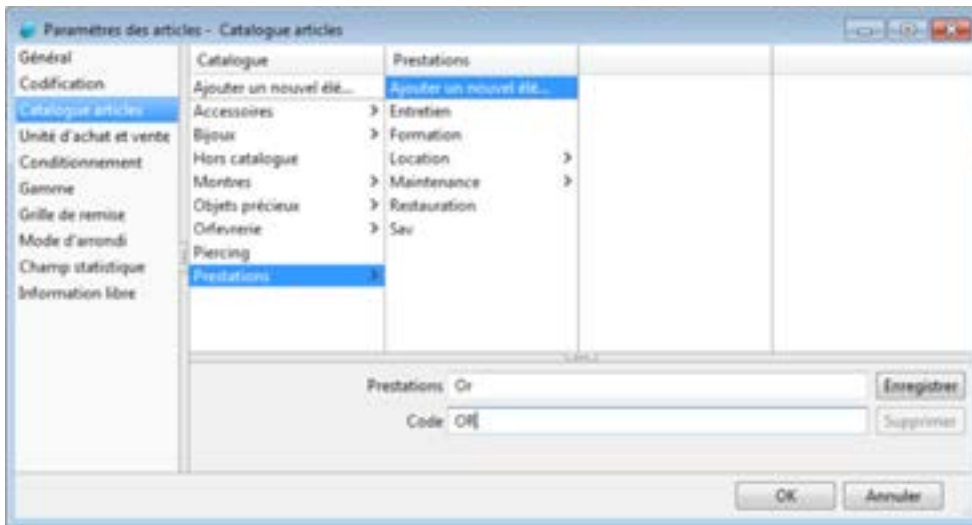 Paramètres des articles - Catalogue articles
Général
Codification
Catalogue articles
Unité d'achat et vente
Conditionnement
Gamme
Grille de remise
Mode d'arrondi
Champ statistique
Information libre
Catalogue
Ajouter un nouvel élé...
Accessoires
Bijoux
Hors catalogue
Montres
Objets précieux
Orfevrerie
Piercing
Prestations
Prestations
Ajouter un nouvel élé...
Entretien
Formation
Location
Maintenance
Restauration
Sav
Prestations Or
Enregistrer
Code OR
Supprimer
OK
Annuler